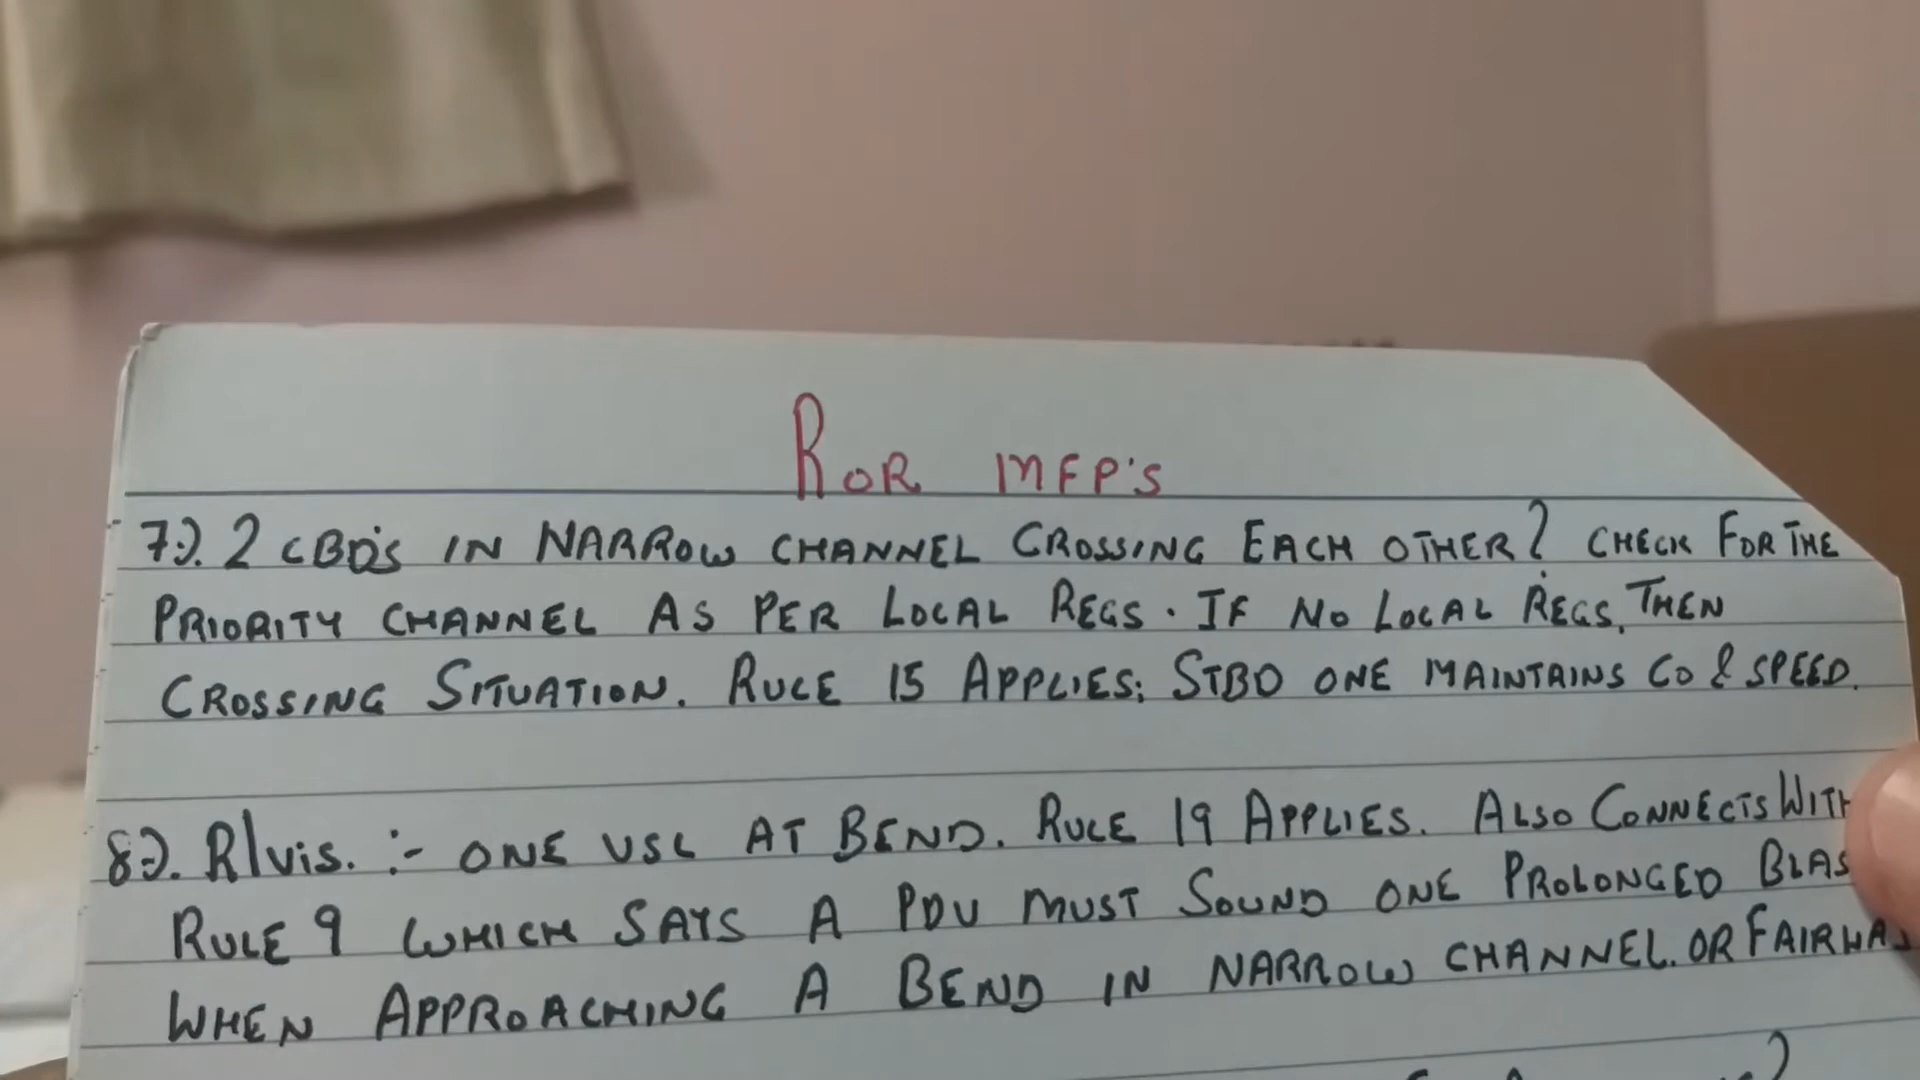 ROR MFP'S
7). 2 CBD'S IN NARROW CHANNEL CROSSING EACH OTHER? CHECK FOR THE
PRIORITY CHANNEL AS PER LOCAL REGS. IF NO LOCAL REGS, THEN
CROSSING SITUATION. RULE 15 APPLIES; STBD ONE MAINTAINS CO & SPEED.
8). R/VIS. :- ONE VSL AT BEND. RULE 19 APPLIES. ALSO CONNECTS WITH
RULE 9 WHICH SAYS A PDV MUST SOUND ONE PROLONGED BLAS
WHEN APPROACHING A BEND IN NARROW CHANNEL. OR FAIRWA